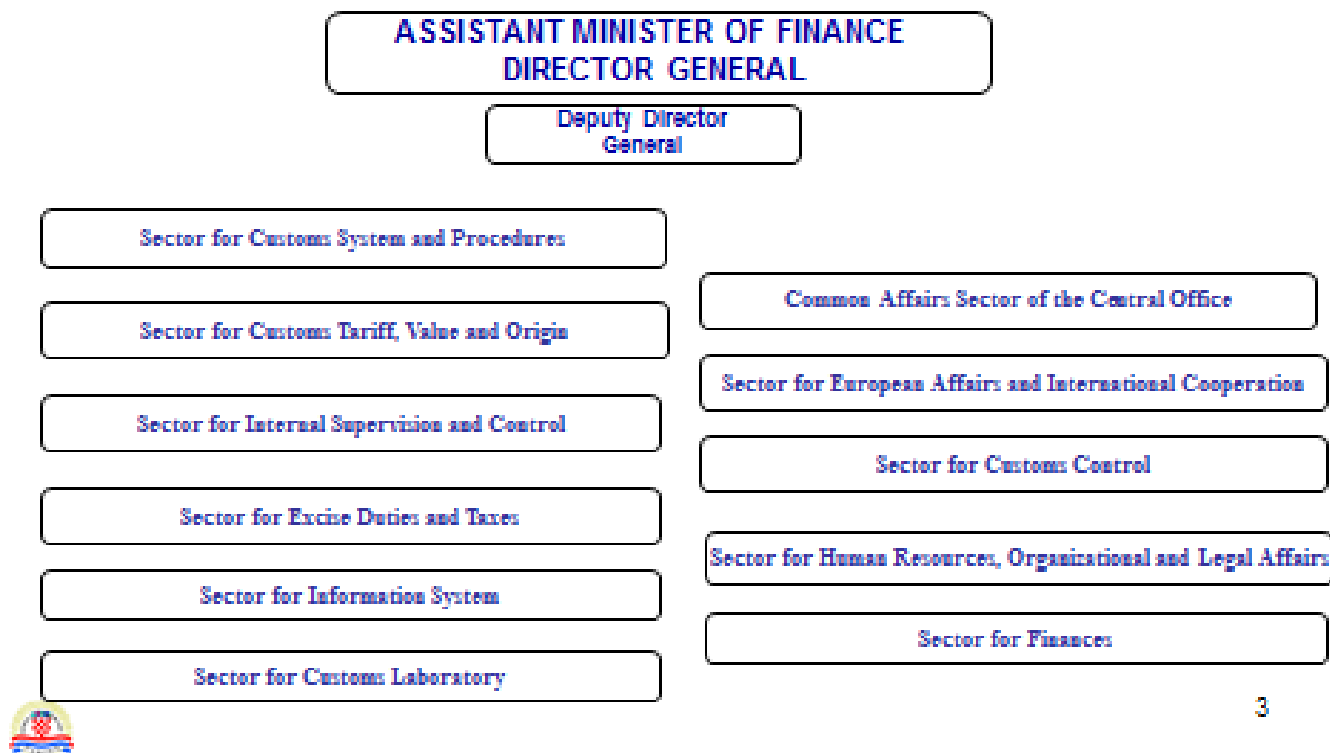 ASSISTANT MINISTER OF FINANCE
DIRECTOR GENERAL
Deputy Director
General
Sector for Customs System and Procedures
Sector for Customs Tariff, Value and Origin
Sector for Internal Supervision and Control
Sector for Excise Duties and Taxes
Sector for Information System
Sector for Customs Laboratory
Common Affairs Sector of the Central Office
Sector for European Affairs and International Cooperation
Sector for Customs Control
Sector for Human Resources, Organizational and Legal Affairs
Sector for Finances
3